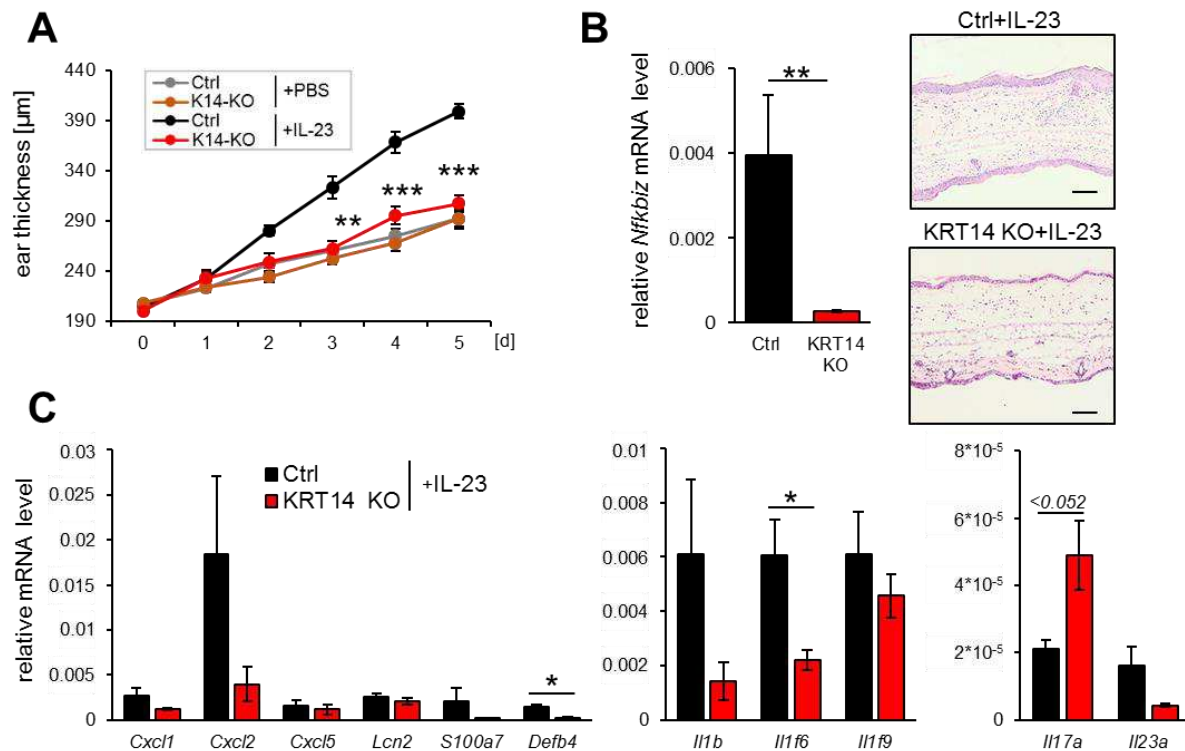 A
ear thickness [µm]
440
390
340
290
240
190
0 1 2 3 4 5 [d]
Ctrl
K14-KO
+PBS
Ctrl
K14-KO
+IL-23
**
***
***
B
relative Nfkbiz mRNA level
0.006
0.004
0.002
0
**
Ctrl
KRT14
KO
Ctrl+IL-23
KRT14 KO+IL-23
C
relative mRNA level
0.03
0.025
0.02
0.015
0.01
0.005
0
Ctrl
KRT14 KO
+IL-23
*
Cxcl1 Cxcl2 Cxcl5 Lcn2 S100a7 Defb4
0.01
0.008
0.006
0.004
0.002
0
*
Il1b Il1f6 Il1f9
8*10-5
6*10-5
4*10-5
2*10-5
0
<0.052
Il17a Il23a